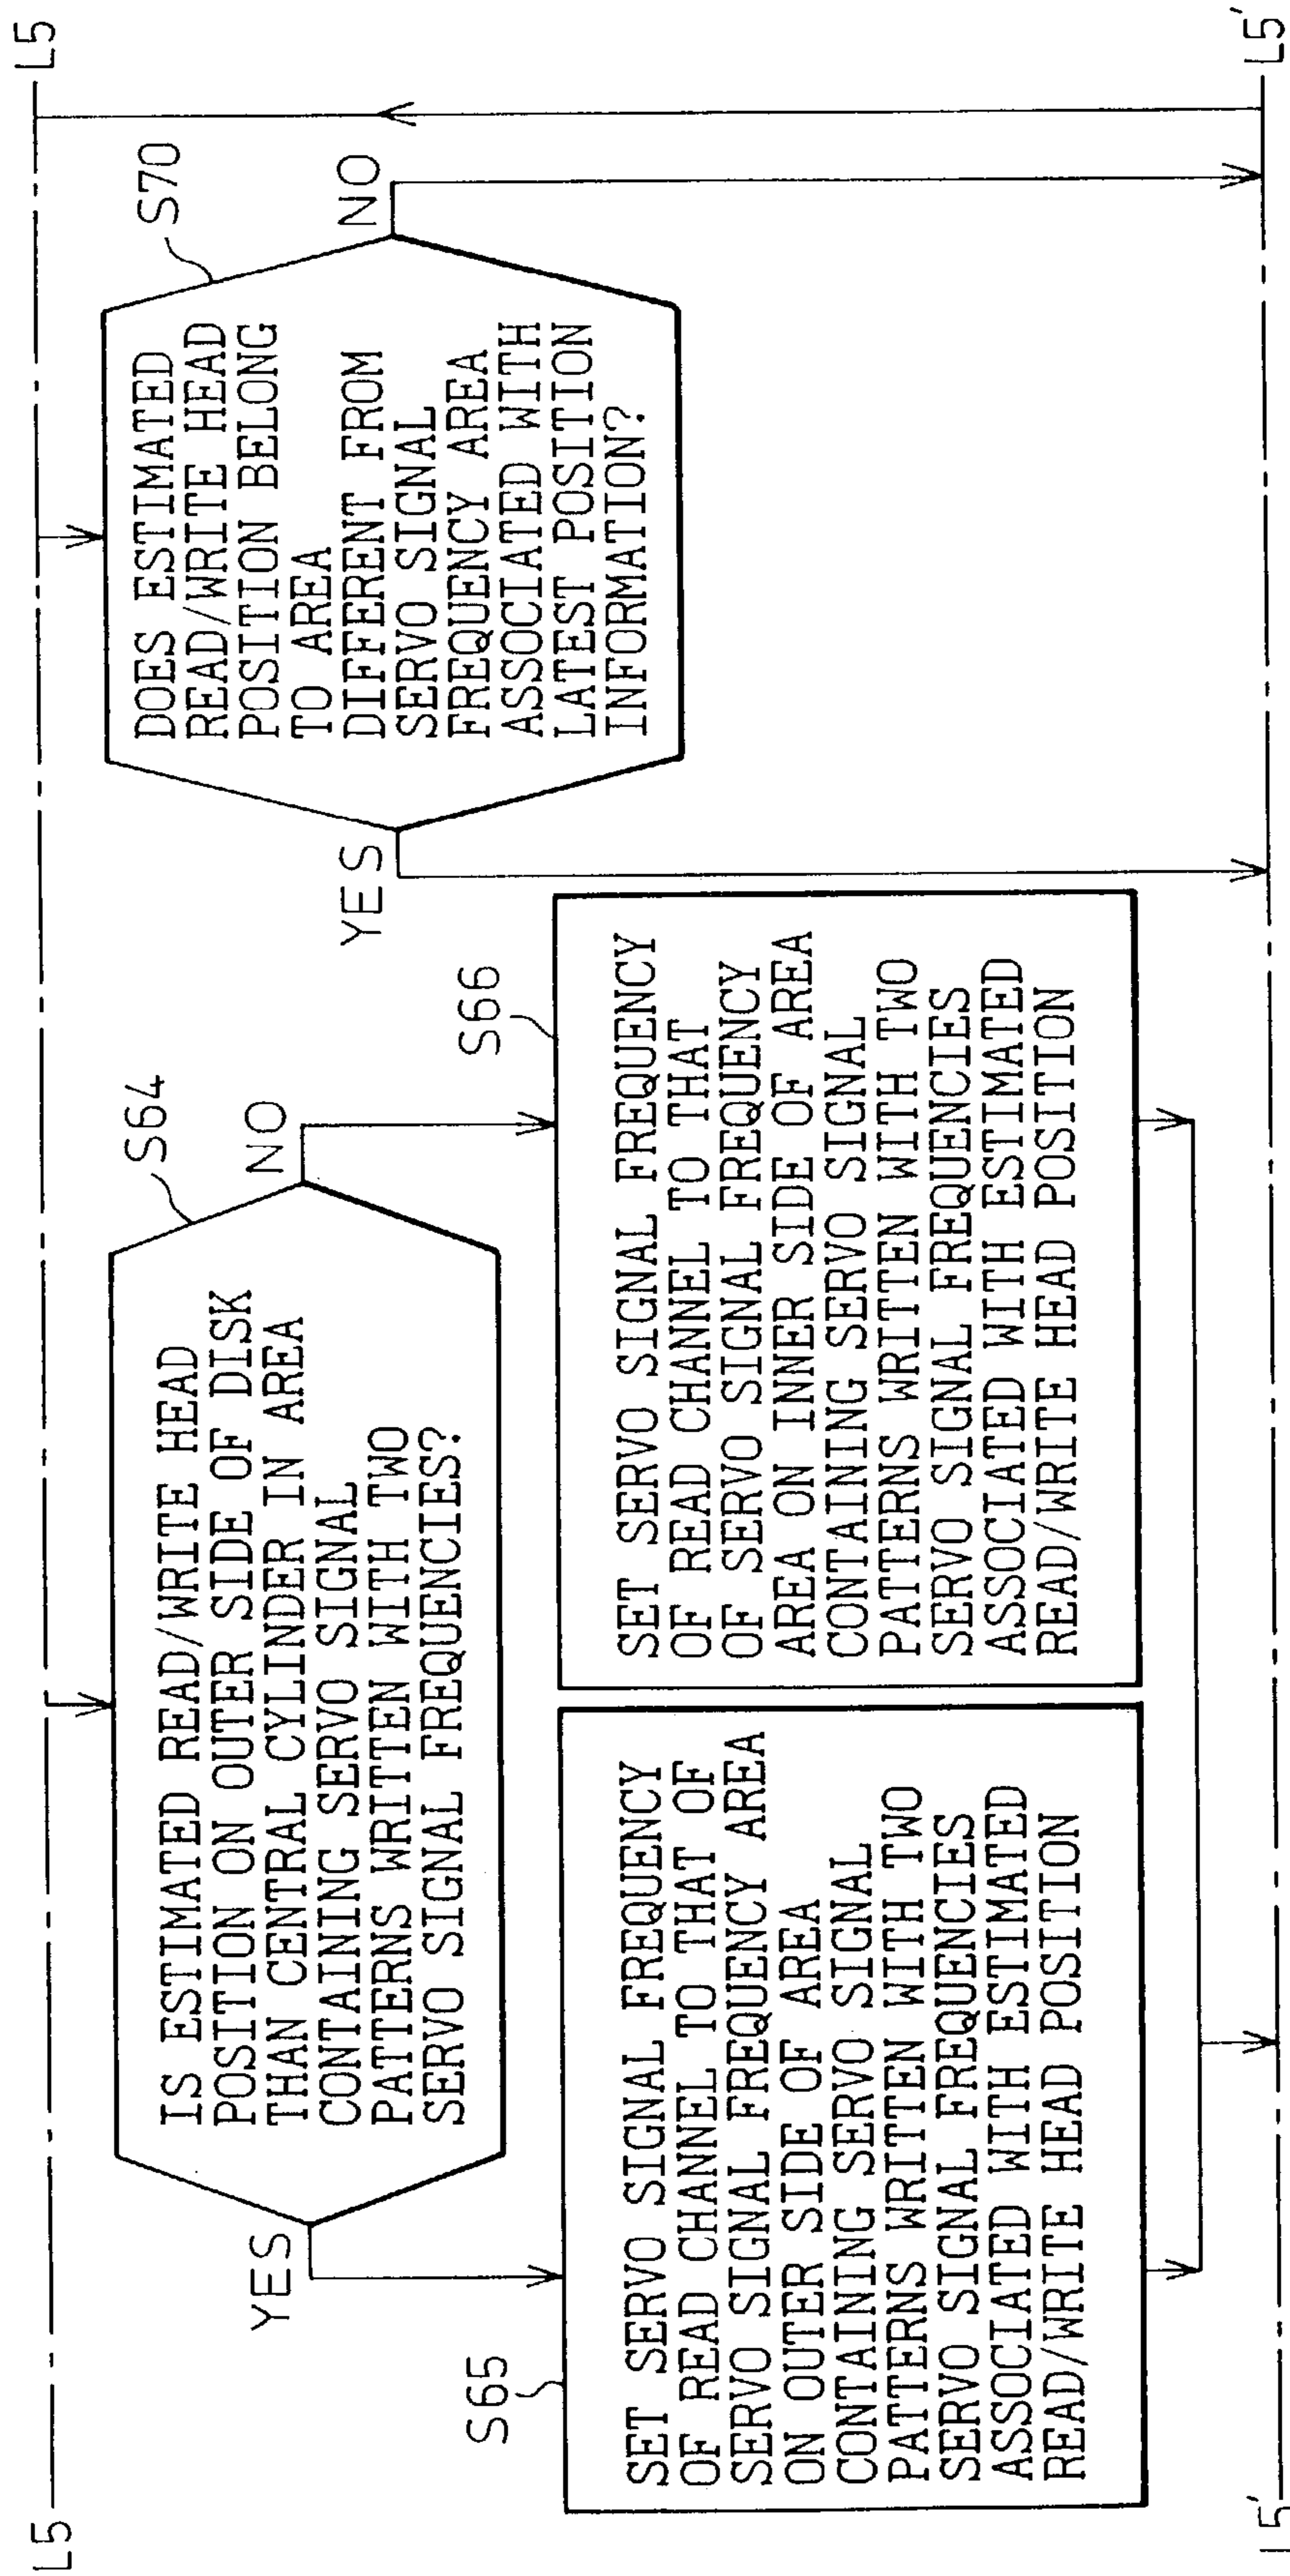 L5
L5
S64
IS ESTIMATED READ/WRITE HEAD
POSITION ON OUTER SIDE OF DISK
THAN CENTRAL CYLINDER IN AREA
CONTAINING SERVO SIGNAL
PATTERNS WRITTEN WITH TWO
SERVO SIGNAL FREQUENCIES?
YES
NO
S65
SET SERVO SIGNAL FREQUENCY
OF READ CHANNEL TO THAT OF
SERVO SIGNAL FREQUENCY AREA
ON OUTER SIDE OF AREA
CONTAINING SERVO SIGNAL
PATTERNS WRITTEN WITH TWO
SERVO SIGNAL FREQUENCIES
ASSOCIATED WITH ESTIMATED
READ/WRITE HEAD POSITION
S66
SET SERVO SIGNAL FREQUENCY
OF READ CHANNEL TO THAT
OF SERVO SIGNAL FREQUENCY
AREA ON INNER SIDE OF AREA
CONTAINING SERVO SIGNAL
PATTERNS WRITTEN WITH TWO
SERVO SIGNAL FREQUENCIES
ASSOCIATED WITH ESTIMATED
READ/WRITE HEAD POSITION
S70
DOES ESTIMATED
READ/WRITE HEAD
POSITION BELONG
TO AREA
DIFFERENT FROM
SERVO SIGNAL
FREQUENCY AREA
ASSOCIATED WITH
LATEST POSITION
INFORMATION?
YES
NO
L5'
L5'